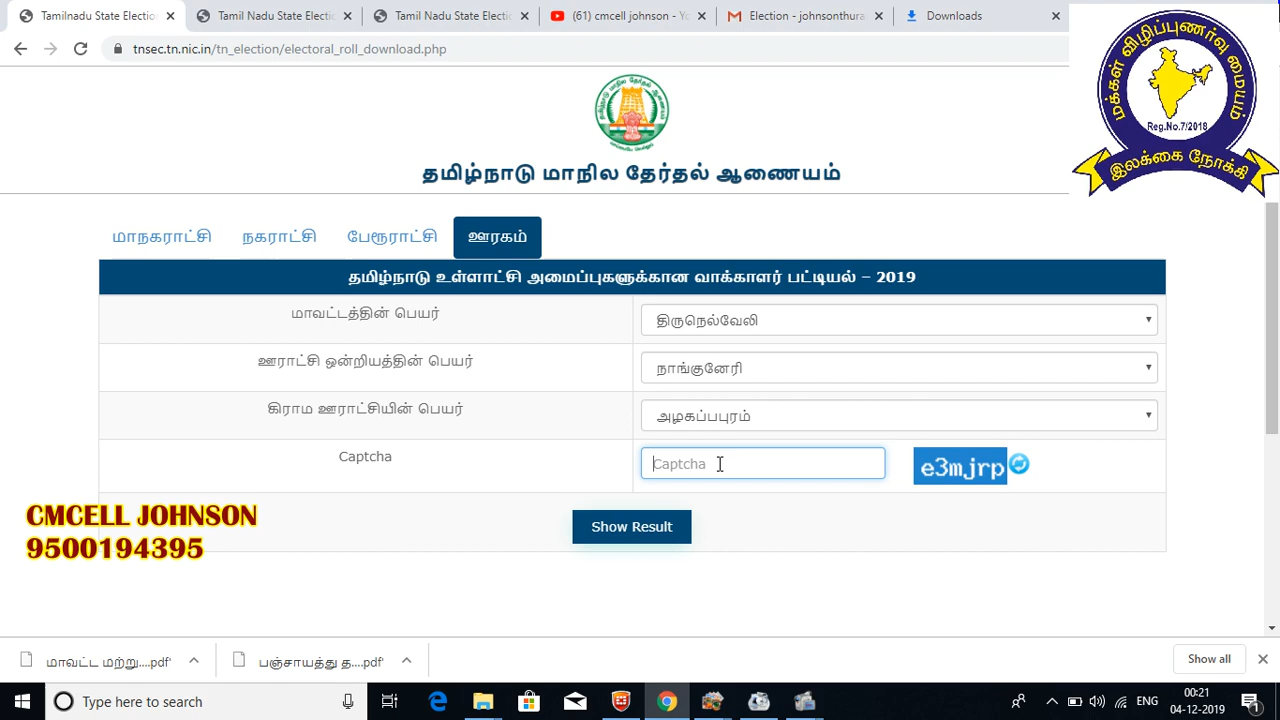 Tamilnadu State Electio
Tamil Nadu State Electic
Tamil Nadu State Electic
(61) cmcell johnson - Yo
Election - johnsonthura
Downloads
tnsec.tn.nic.in/tn_election/electoral_roll_download.php
மக்கள் விழிப்புணர்வு மையம்
Reg.No.7/2018
இலக்கை நோக்கி
தமிழ்நாடு மாநில தேர்தல் ஆணையம்
மாநகராட்சி நகராட்சி பேரூராட்சி ஊரகம்
தமிழ்நாடு உள்ளாட்சி அமைப்புகளுக்கான வாக்காளர் பட்டியல் – 2019
மாவட்டத்தின் பெயர் திருநெல்வேலி
ஊராட்சி ஒன்றியத்தின் பெயர் நாங்குனேரி
கிராம ஊராட்சியின் பெயர் அழகப்பபுரம்
Captcha Captcha e3mjrp
Show Result
CMCELL JOHNSON
9500194395
மாவட்ட மற்று....pdf' பஞ்சாயத்து த....pdf' Show all
Type here to search
ENG
00:21
04-12-2019
1